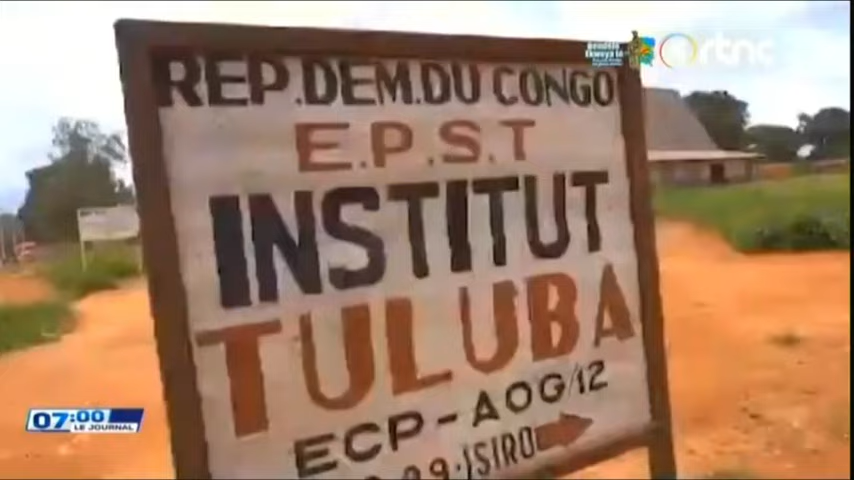 rtnc
REP.DEM.DU CONGO
E.P.S.T
INSTITUT
TULUBA
ECP-AOG/12
ISIRO
07:00
LE JOURNAL